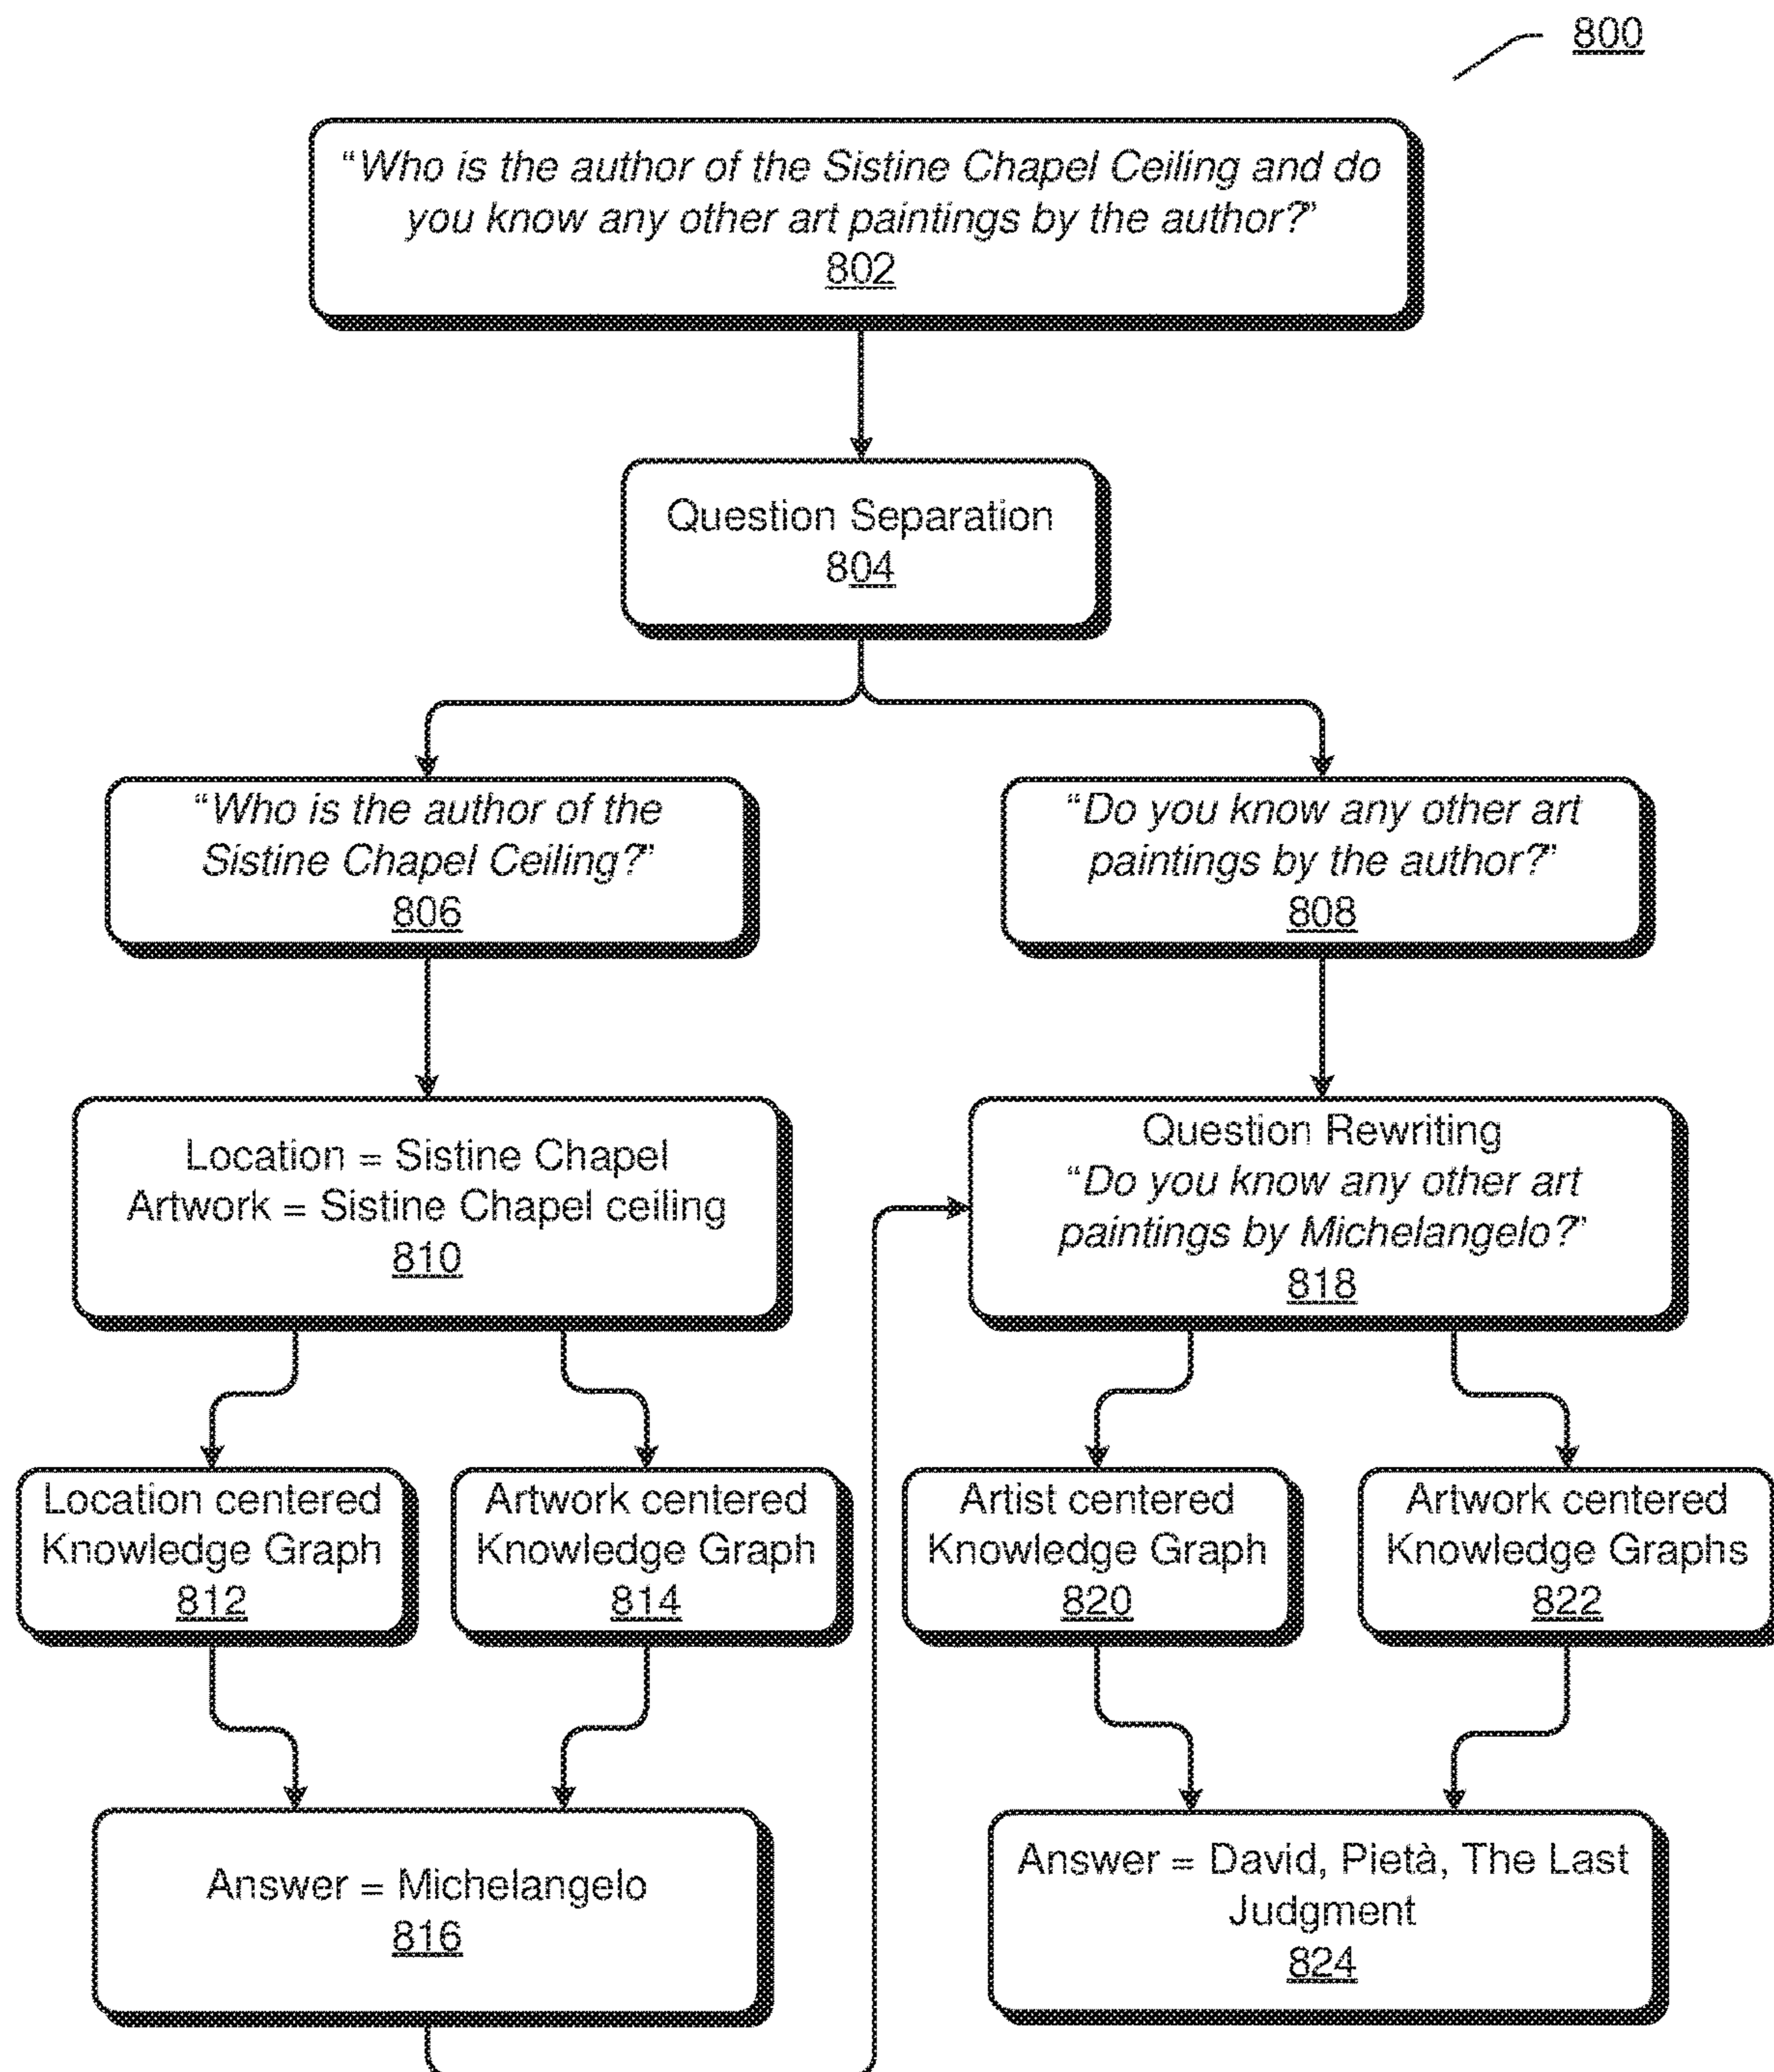 800
“Who is the author of the Sistine Chapel Ceiling and do
you know any other art paintings by the author?”
802
Question Separation
804
“Who is the author of the
Sistine Chapel Ceiling?”
806
“Do you know any other art
paintings by the author?”
808
Location = Sistine Chapel
Artwork = Sistine Chapel ceiling
810
Question Rewriting
“Do you know any other art
paintings by Michelangelo?”
818
Location centered
Knowledge Graph
812
Artwork centered
Knowledge Graph
814
Artist centered
Knowledge Graph
820
Artwork centered
Knowledge Graphs
822
Answer = Michelangelo
816
Answer = David, Pietà, The Last
Judgment
824